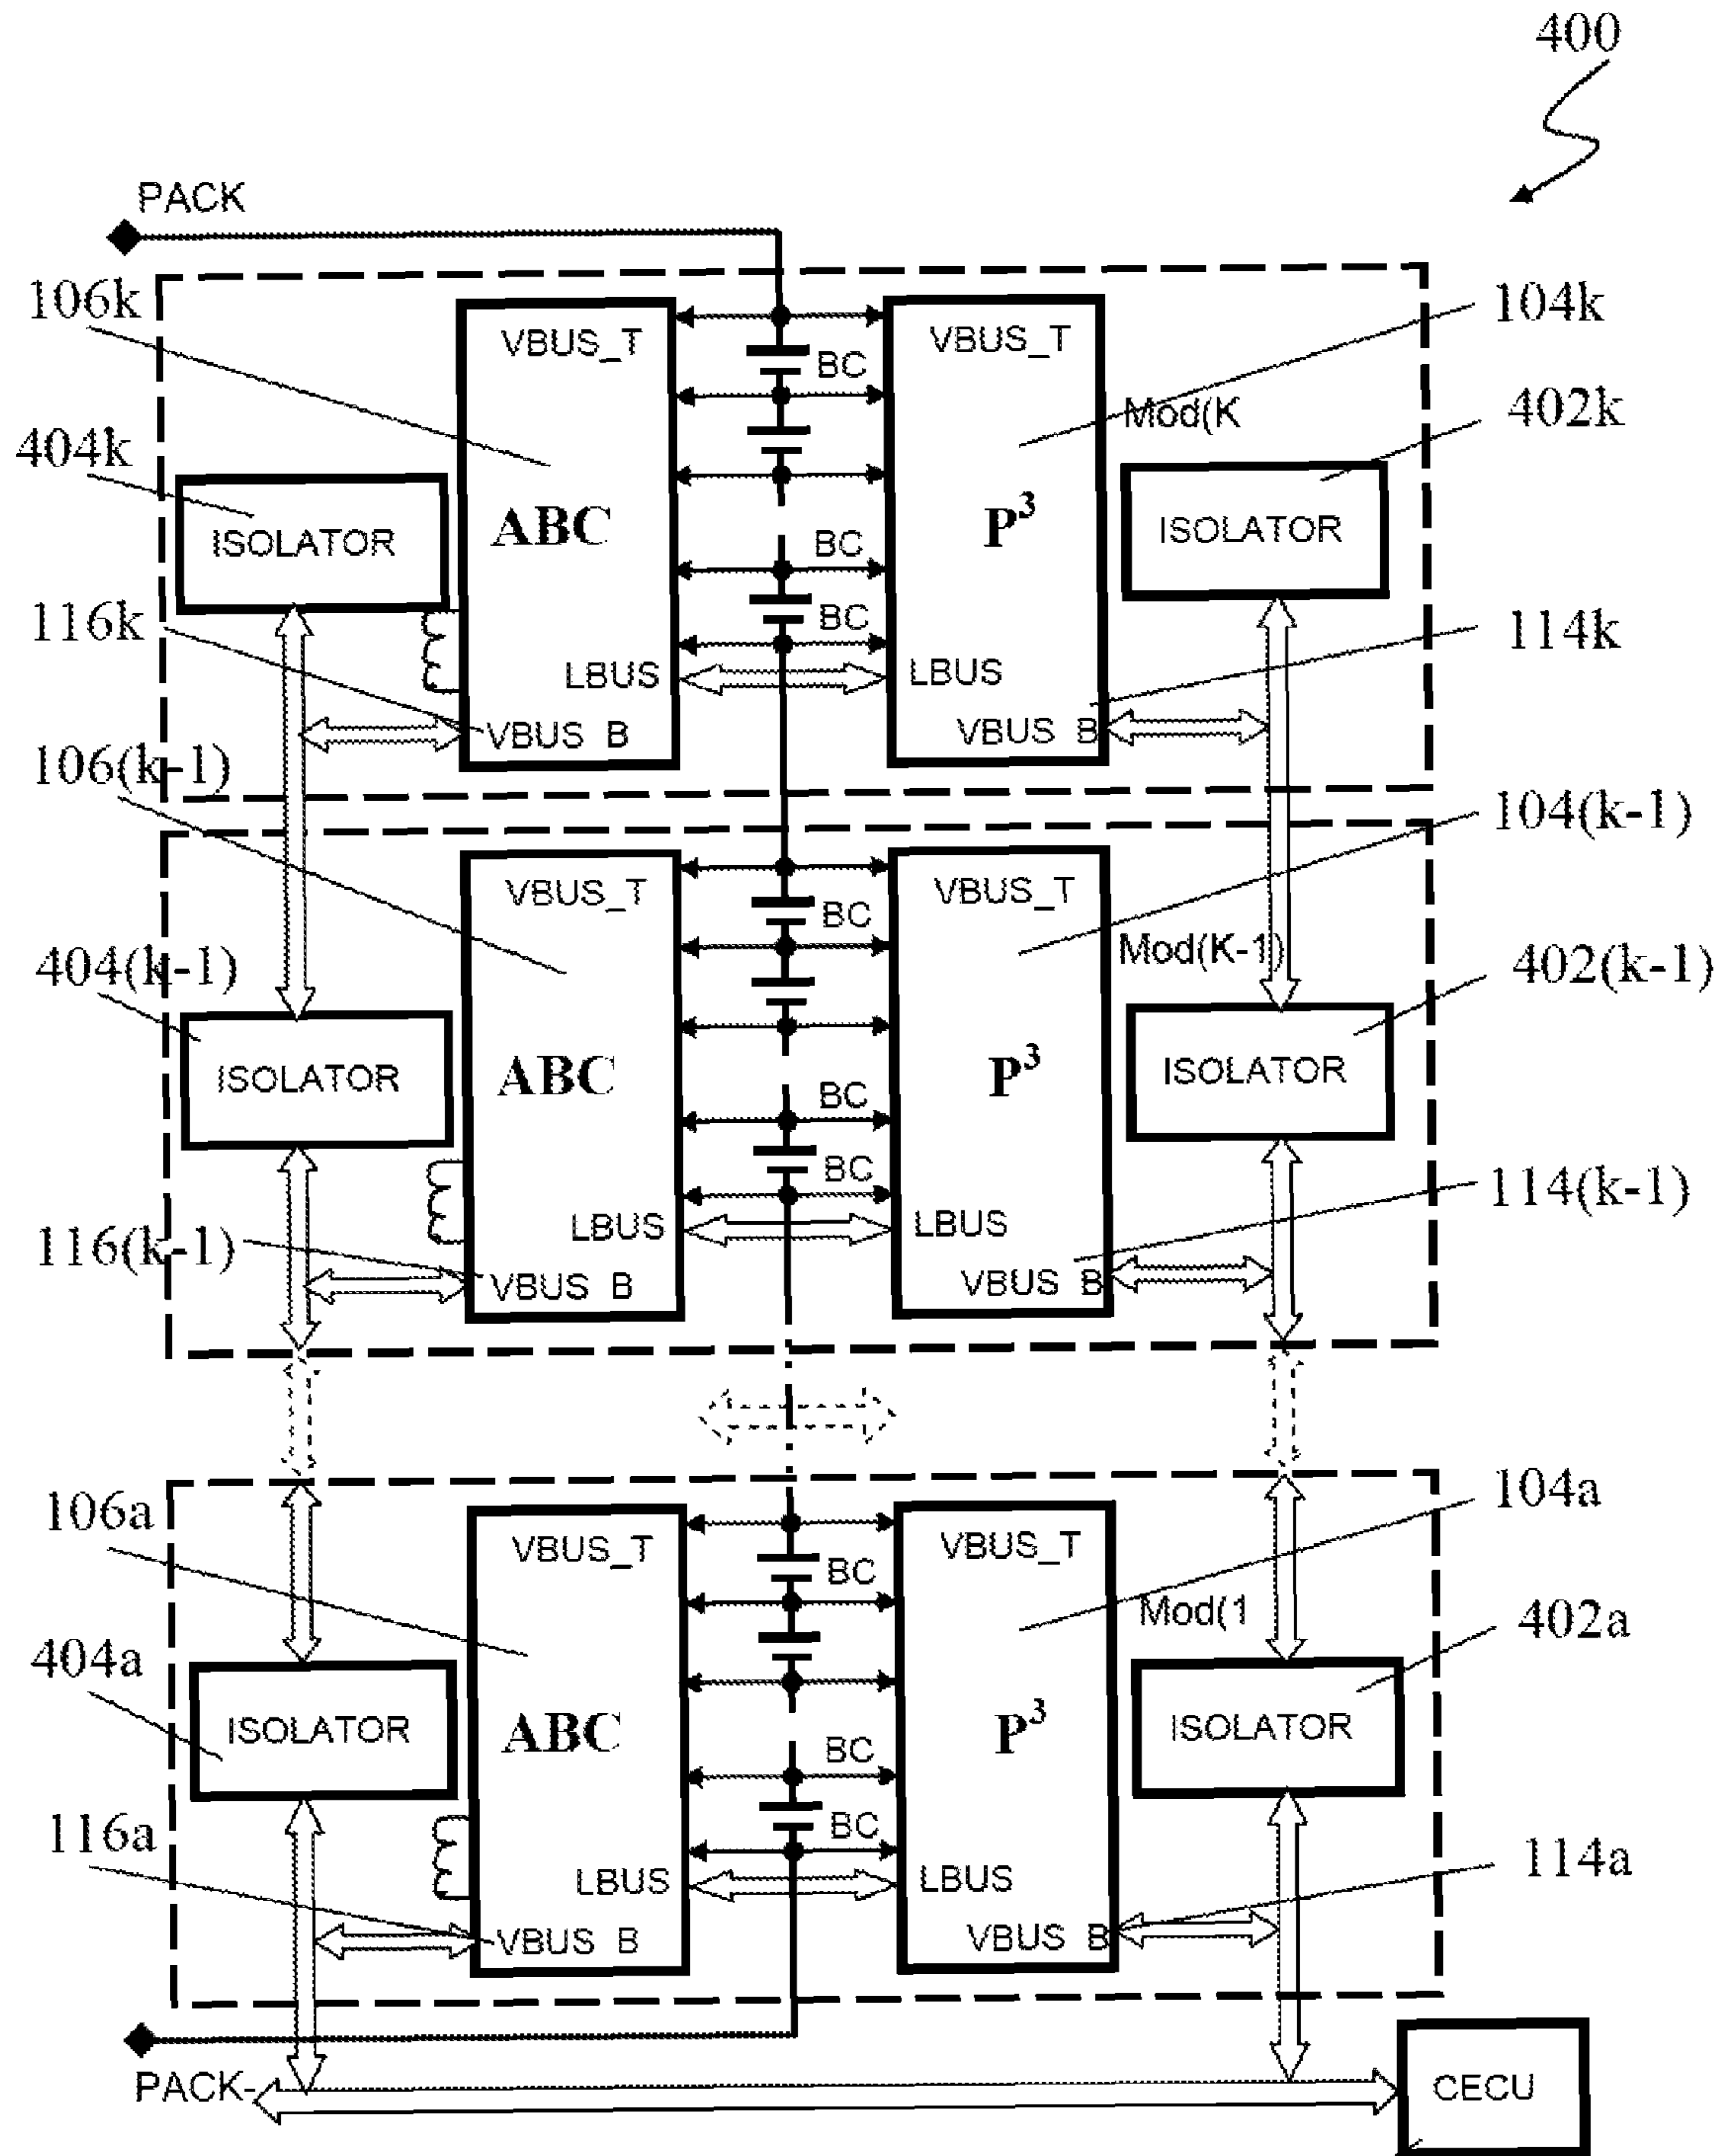 400
PACK
106k
VBUS_T
VBUS_T
104k
BC
Mod(K
402k
404k
ISOLATOR
ABC
BC
P³
ISOLATOR
116k
BC
114k
LBUS
LBUS
VBUS B
VBUS B
106(k-1)
104(k-1)
VBUS_T
VBUS_T
BC
Mod(K-1)
404(k-1)
402(k-1)
ISOLATOR
ABC
BC
P³
ISOLATOR
BC
114(k-1)
116(k-1)
LBUS
LBUS
VBUS B
VBUS B
106a
104a
VBUS_T
VBUS_T
BC
Mod(1
404a
402a
ISOLATOR
ABC
BC
P³
ISOLATOR
116a
BC
114a
LBUS
LBUS
VBUS B
VBUS B
PACK-
CECU